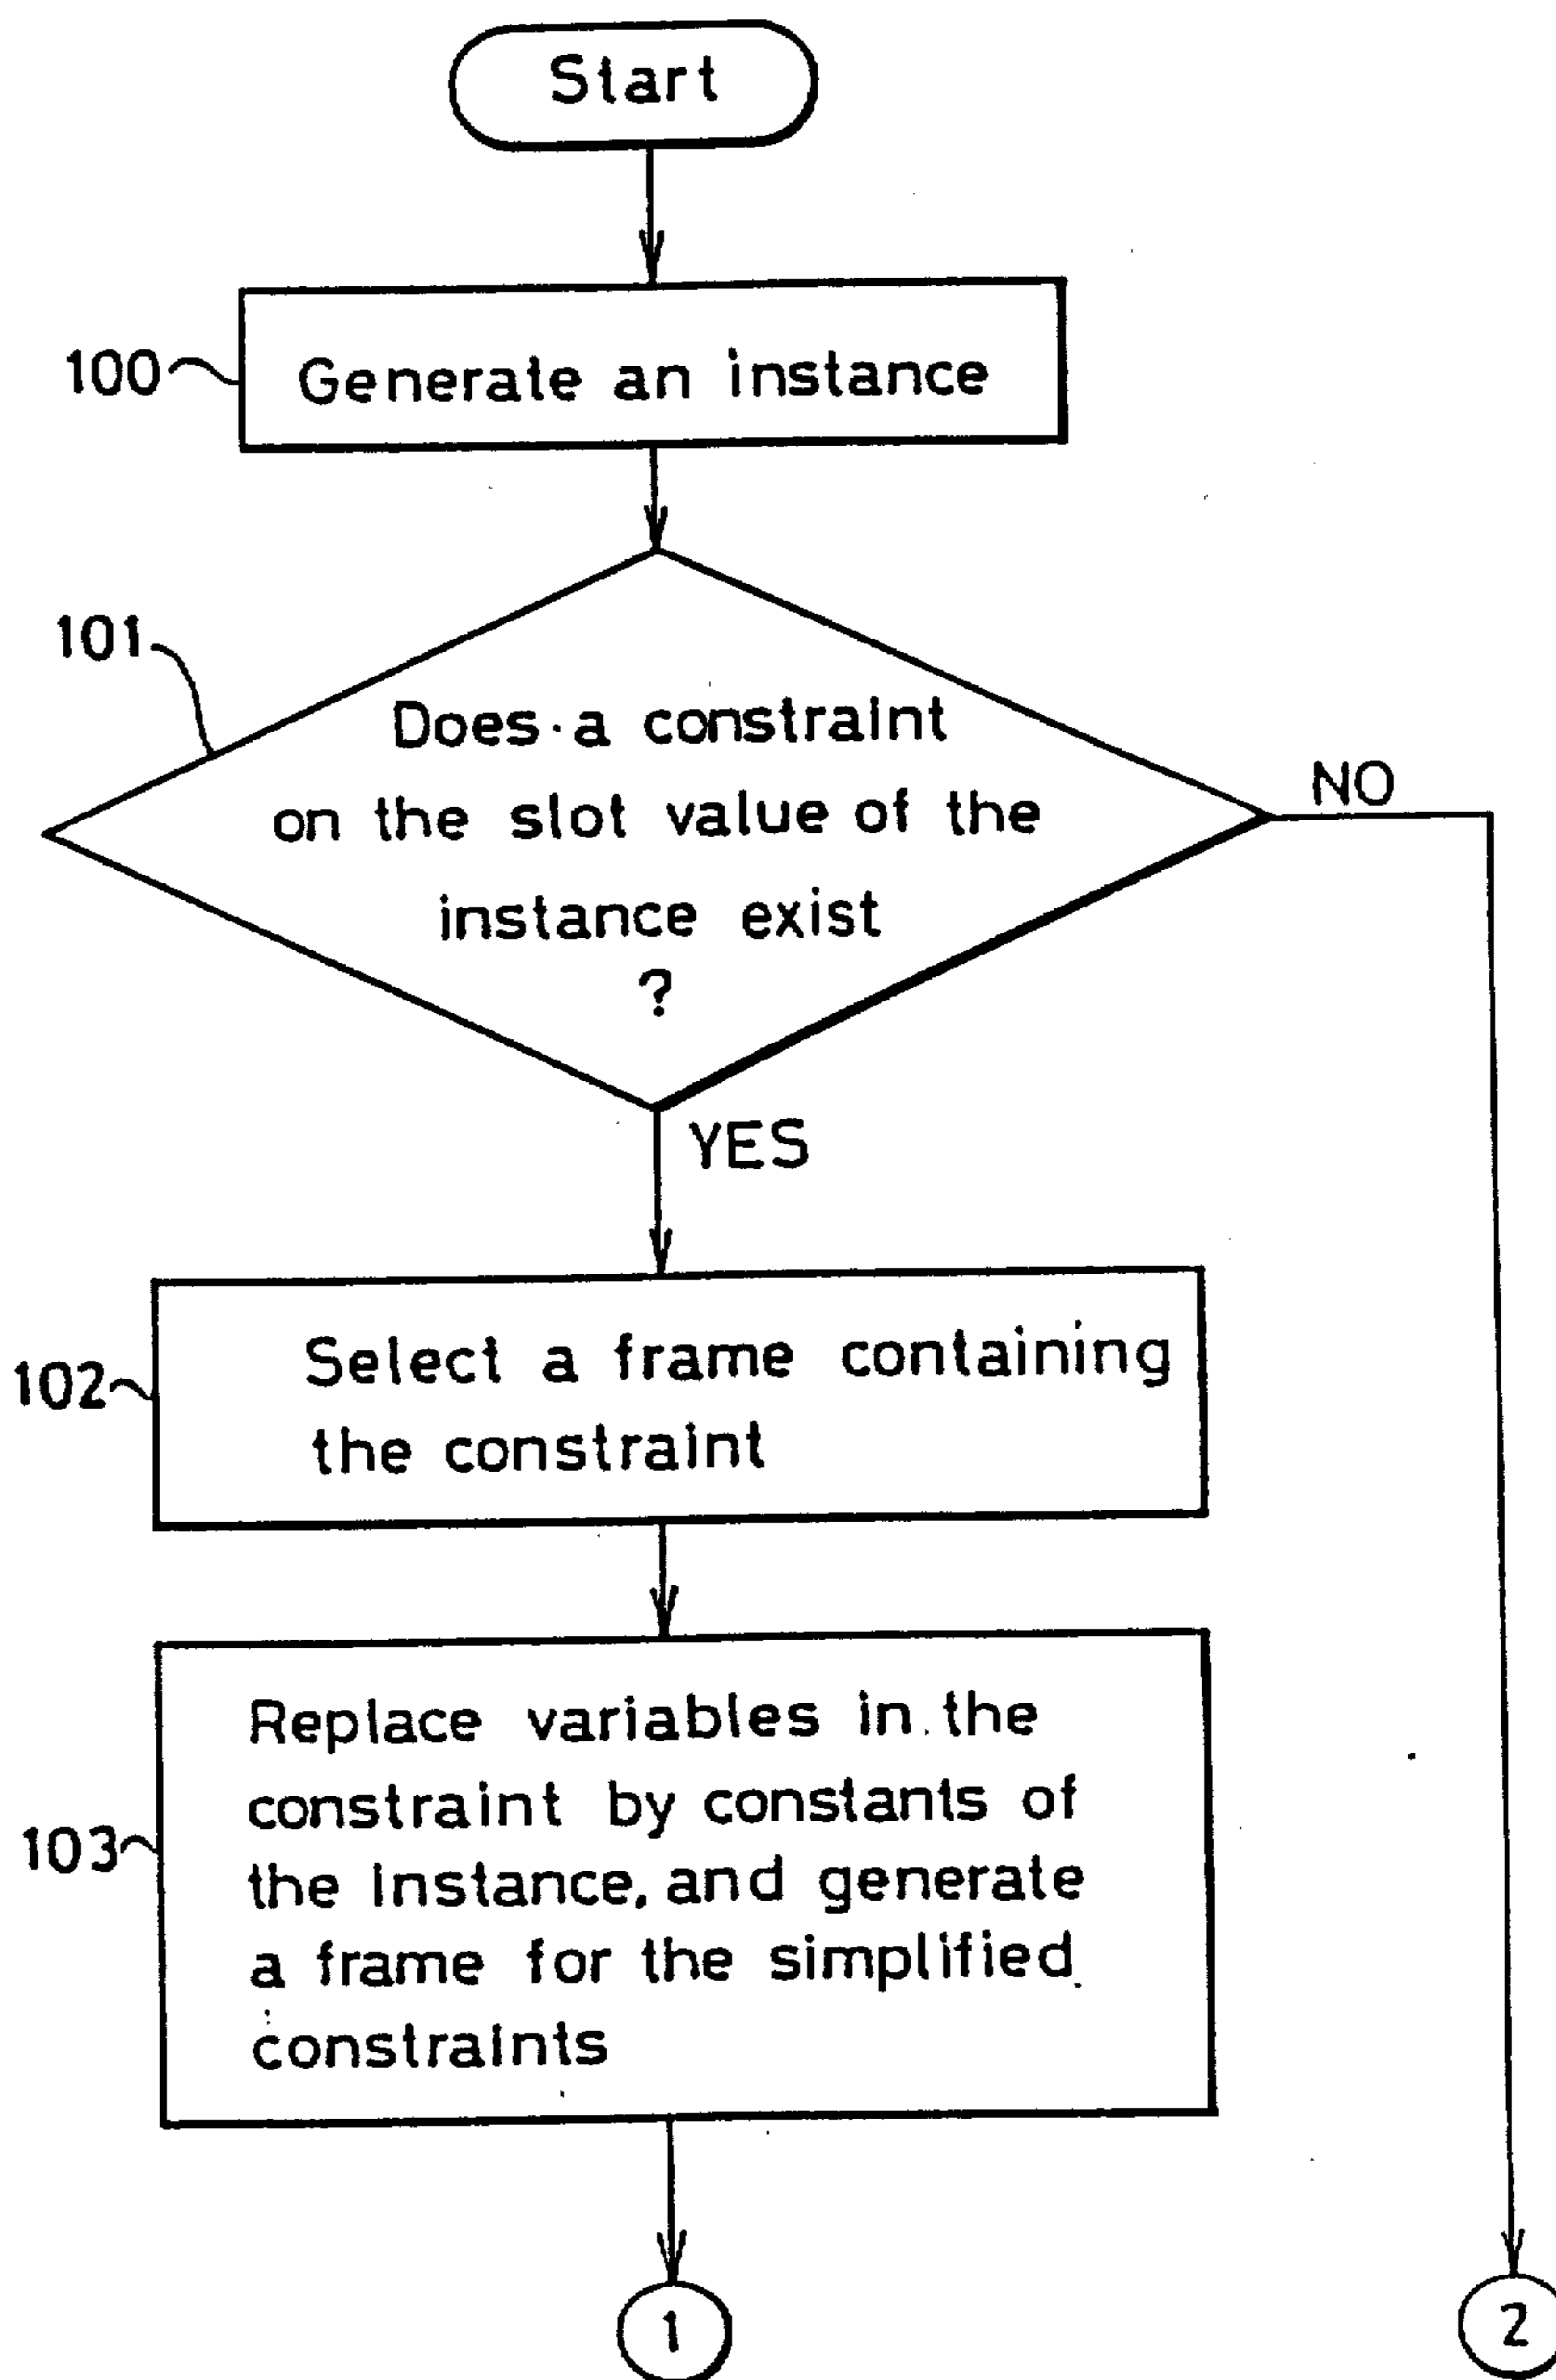 Start
100
Generate an instance
101
Does a constraint
on the slot value of the
instance exist
?
NO
YES
102
Select a frame containing
the constraint
103
Replace variables in the
constraint by constants of
the instance, and generate
a frame for the simplified
constraints
1
2